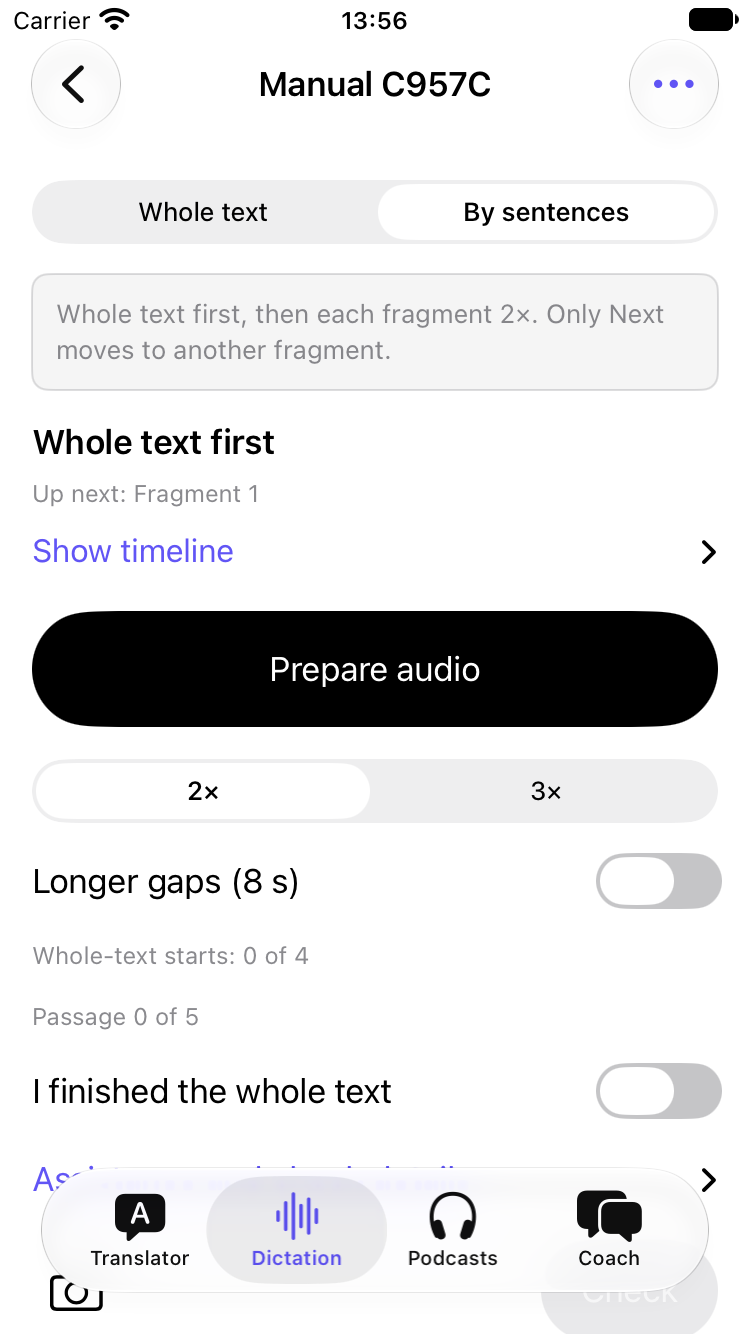 Carrier 13:56
Manual C957C
Whole text By sentences
Whole text first, then each fragment 2×. Only Next
moves to another fragment.
Whole text first
Up next: Fragment 1
Show timeline
Prepare audio
2× 3×
Longer gaps (8 s)
Whole-text starts: 0 of 4
Passage 0 of 5
I finished the whole text
A
Translator Dictation Podcasts Coach
Check